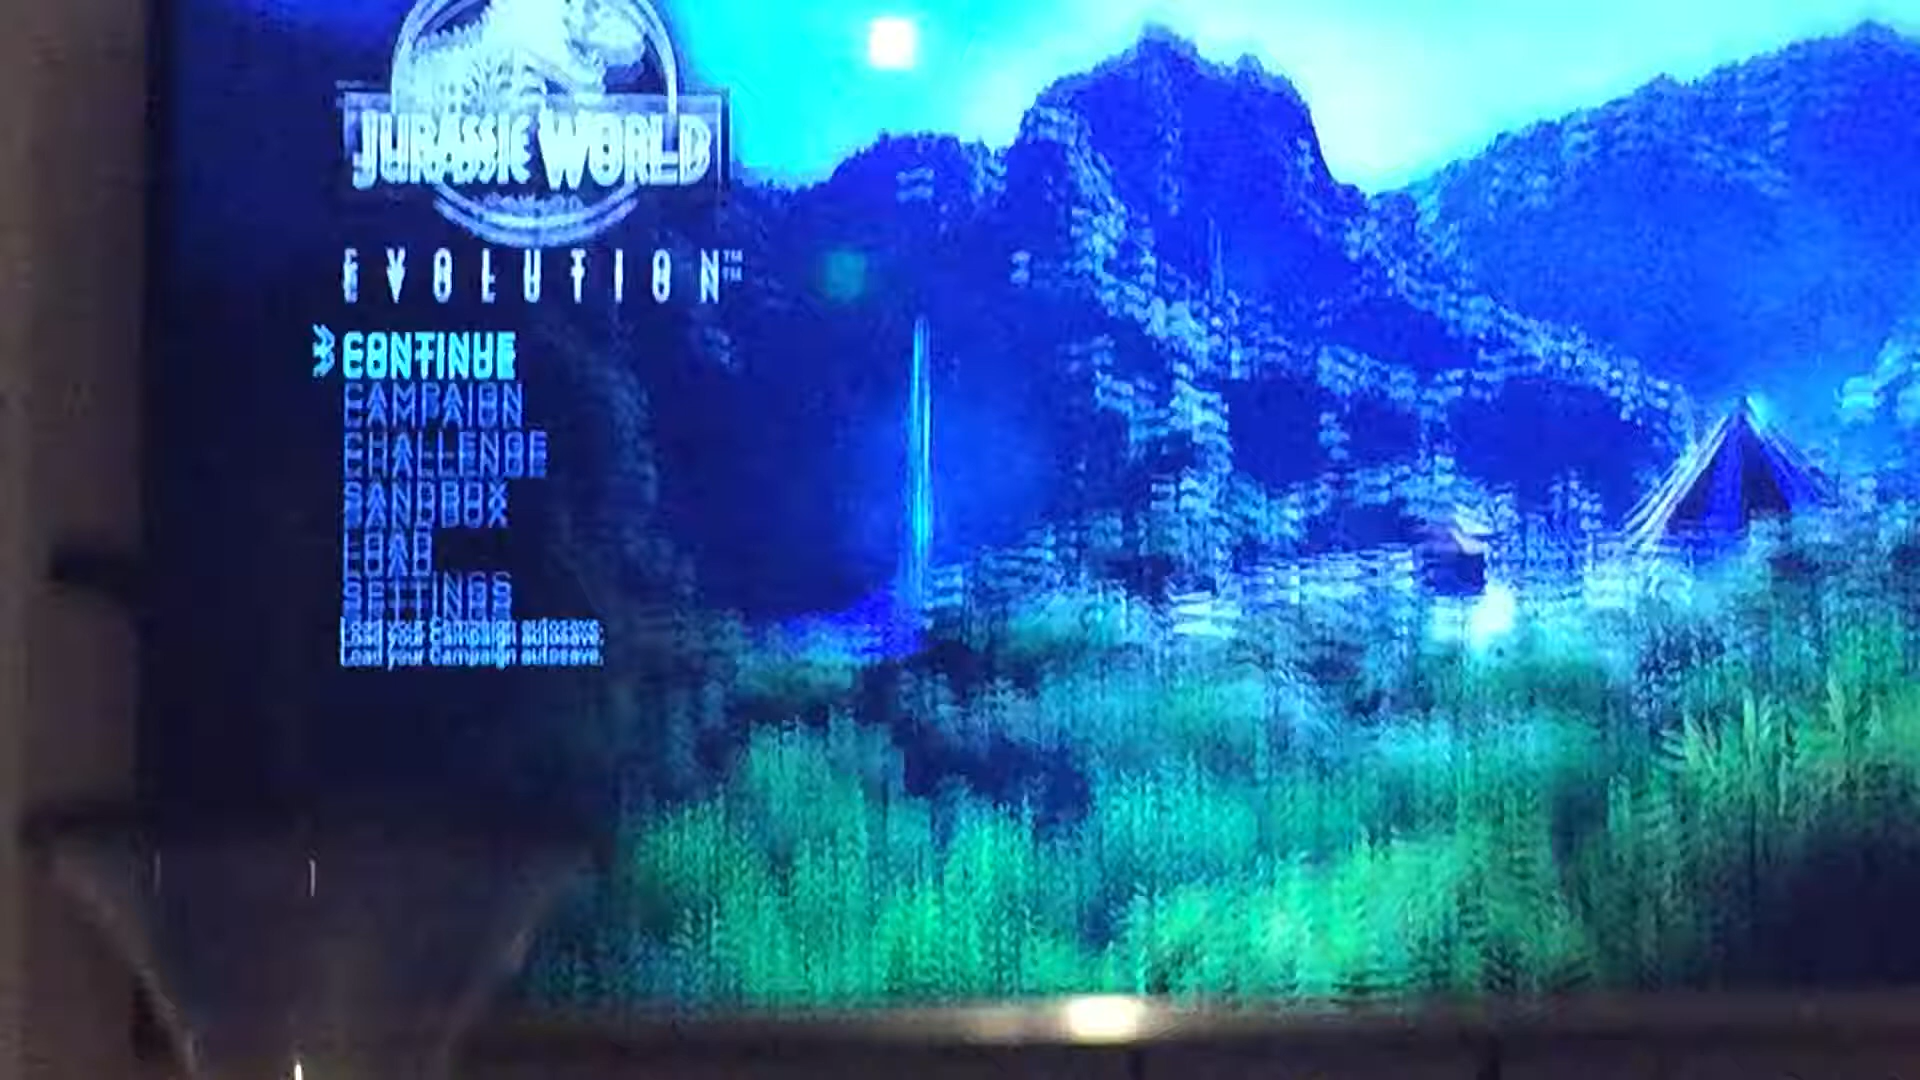 JURASSIC WORLD
EVOLUTION™
CONTINUE
CAMPAIGN
CHALLENGE
SANDBOX
LOAD
SETTINGS
Load your Campaign autosave.